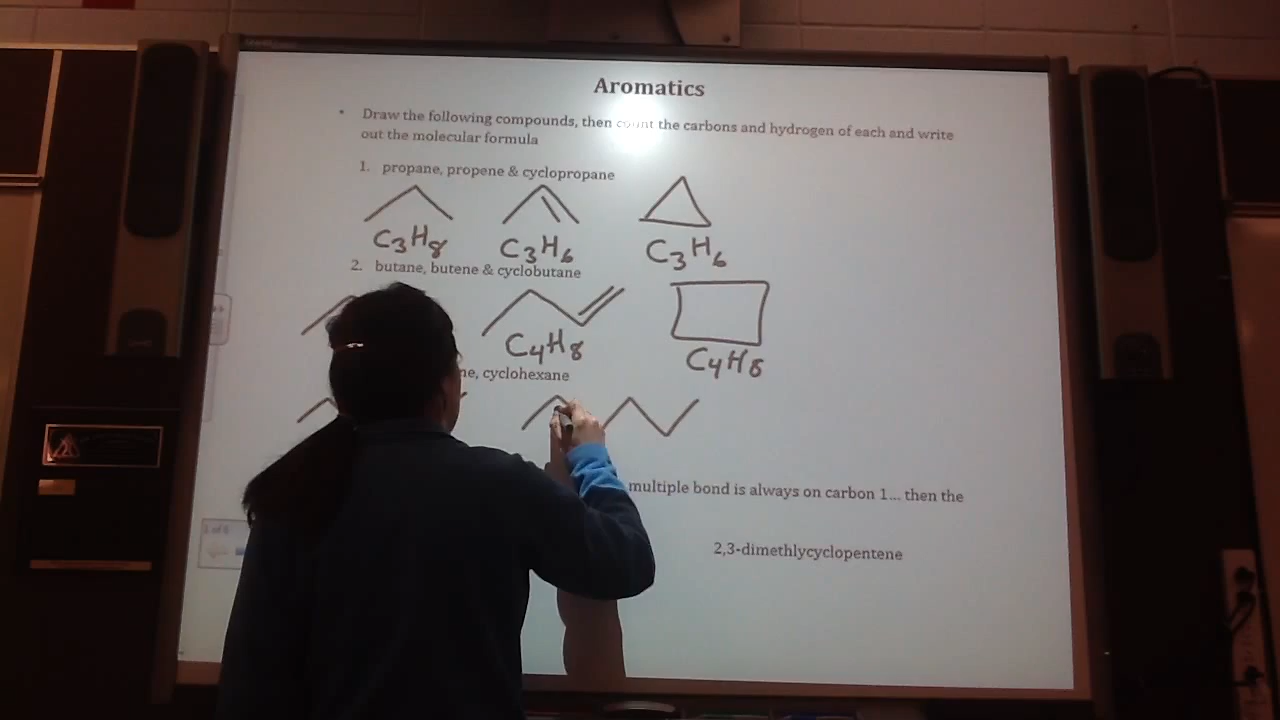 Aromatics
• Draw the following compounds, then count the carbons and hydrogen of each and write
out the molecular formula
1. propane, propene & cyclopropane
C3H8 C3H6 C3H6
2. butane, butene & cyclobutane
C4H8 C4H8
ne, cyclohexane
multiple bond is always on carbon 1... then the
2,3-dimethlycyclopentene